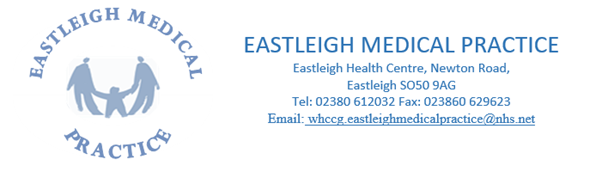 EASTLEIGH MEDICAL
PRACTICE
EASTLEIGH MEDICAL PRACTICE
Eastleigh Health Centre, Newton Road,
Eastleigh SO50 9AG
Tel: 02380 612032 Fax: 023860 629623
Email: whccg.eastleighmedicalpractice@nhs.net